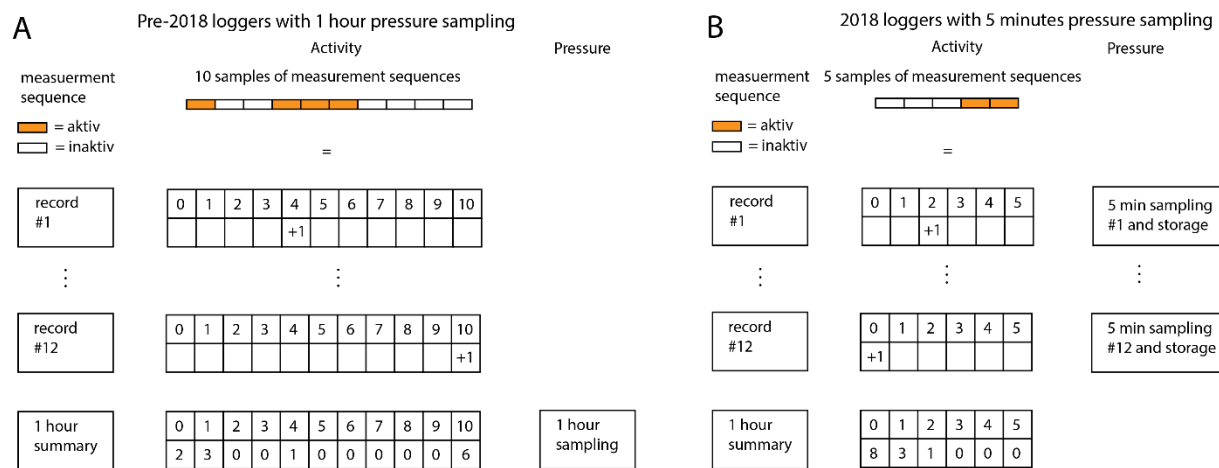 A
Pre-2018 loggers with 1 hour pressure sampling
Activity
Pressure
measuerment
sequence
10 samples of measurement sequences
= aktiv
= inaktiv
=
record
#1
0 1 2 3 4 5 6 7 8 9 10
+1
⋮ ⋮
record
#12
0 1 2 3 4 5 6 7 8 9 10
+1
1 hour
summary
0 1 2 3 4 5 6 7 8 9 10
2 3 0 0 1 0 0 0 0 0 6
1 hour
sampling
B
2018 loggers with 5 minutes pressure sampling
Activity
Pressure
measuerment
sequence
5 samples of measurement sequences
= aktiv
= inaktiv
=
record
#1
0 1 2 3 4 5
+1
5 min sampling
#1 and storage
⋮ ⋮ ⋮
record
#12
0 1 2 3 4 5
+1
5 min sampling
#12 and storage
1 hour
summary
0 1 2 3 4 5
8 3 1 0 0 0